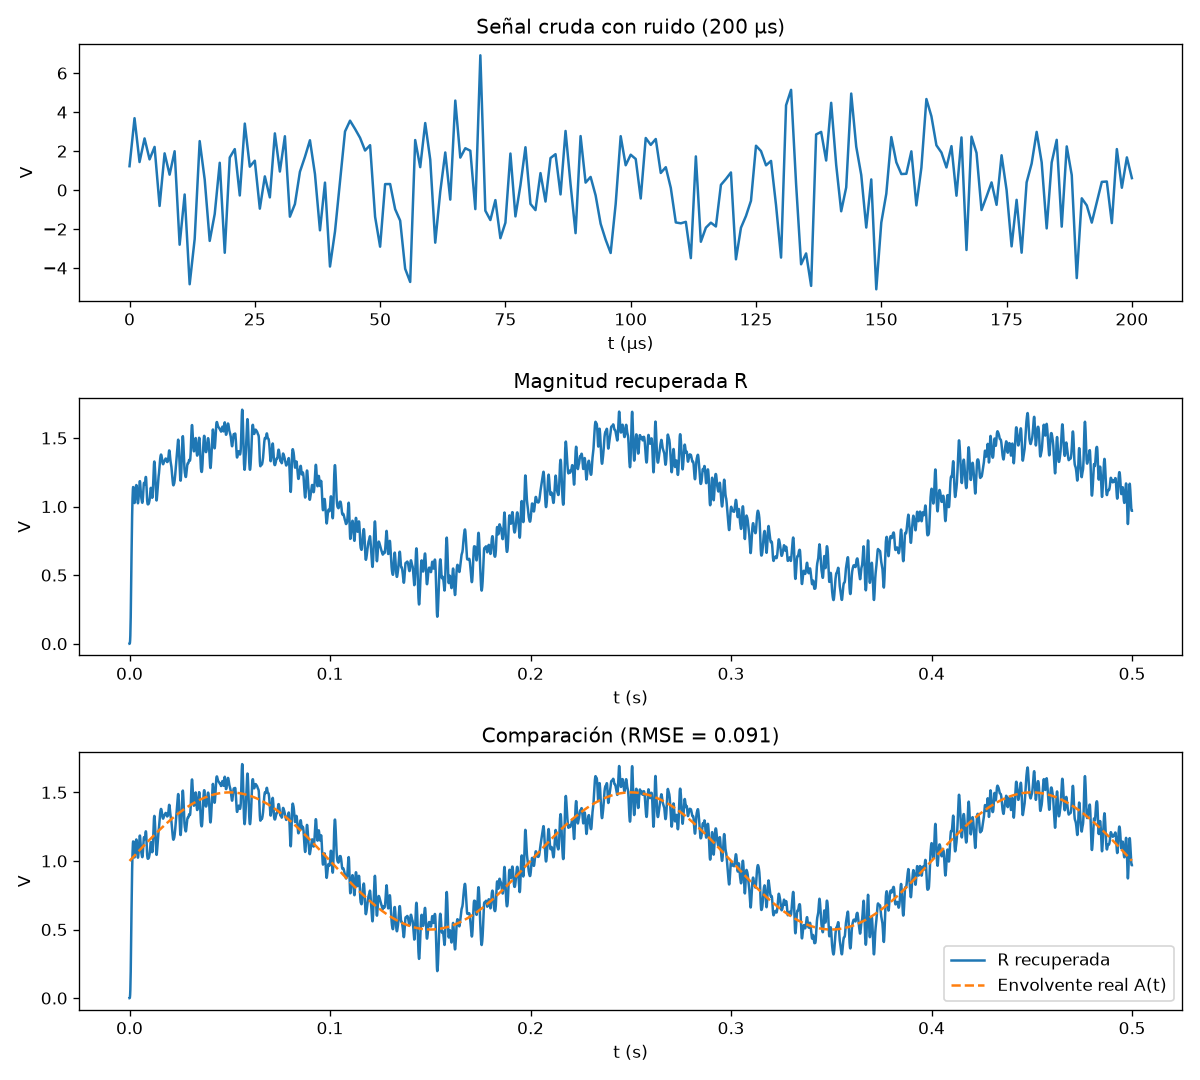 Señal cruda con ruido (200 µs)
6
4
2
0
−2
−4
V
0 25 50 75 100 125 150 175 200
t (µs)
Magnitud recuperada R
1.5
1.0
0.5
0.0
V
0.0 0.1 0.2 0.3 0.4 0.5
t (s)
Comparación (RMSE = 0.091)
1.5
1.0
0.5
0.0
V
R recuperada
Envolvente real A(t)
0.0 0.1 0.2 0.3 0.4 0.5
t (s)